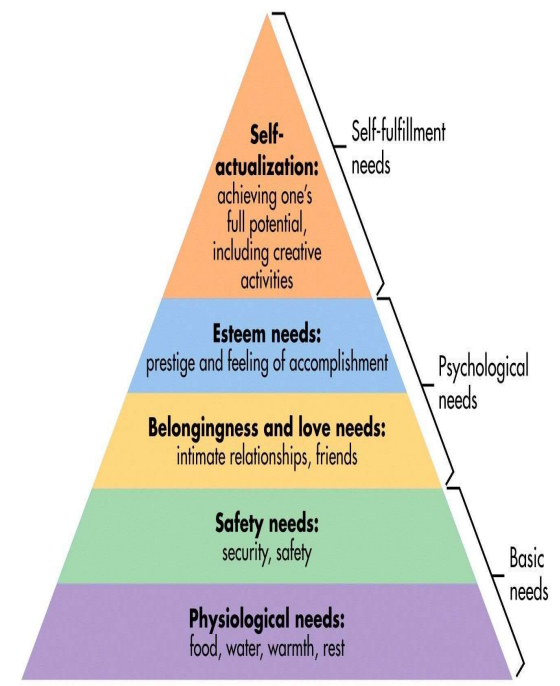 Self-
actualization:
achieving one's
full potential,
including creative
activities
Self-fulfillment
needs
Esteem needs:
prestige and feeling of accomplishment
Psychological
needs
Belongingness and love needs:
intimate relationships, friends
Safety needs:
security, safety
Basic
needs
Physiological needs:
food, water, warmth, rest